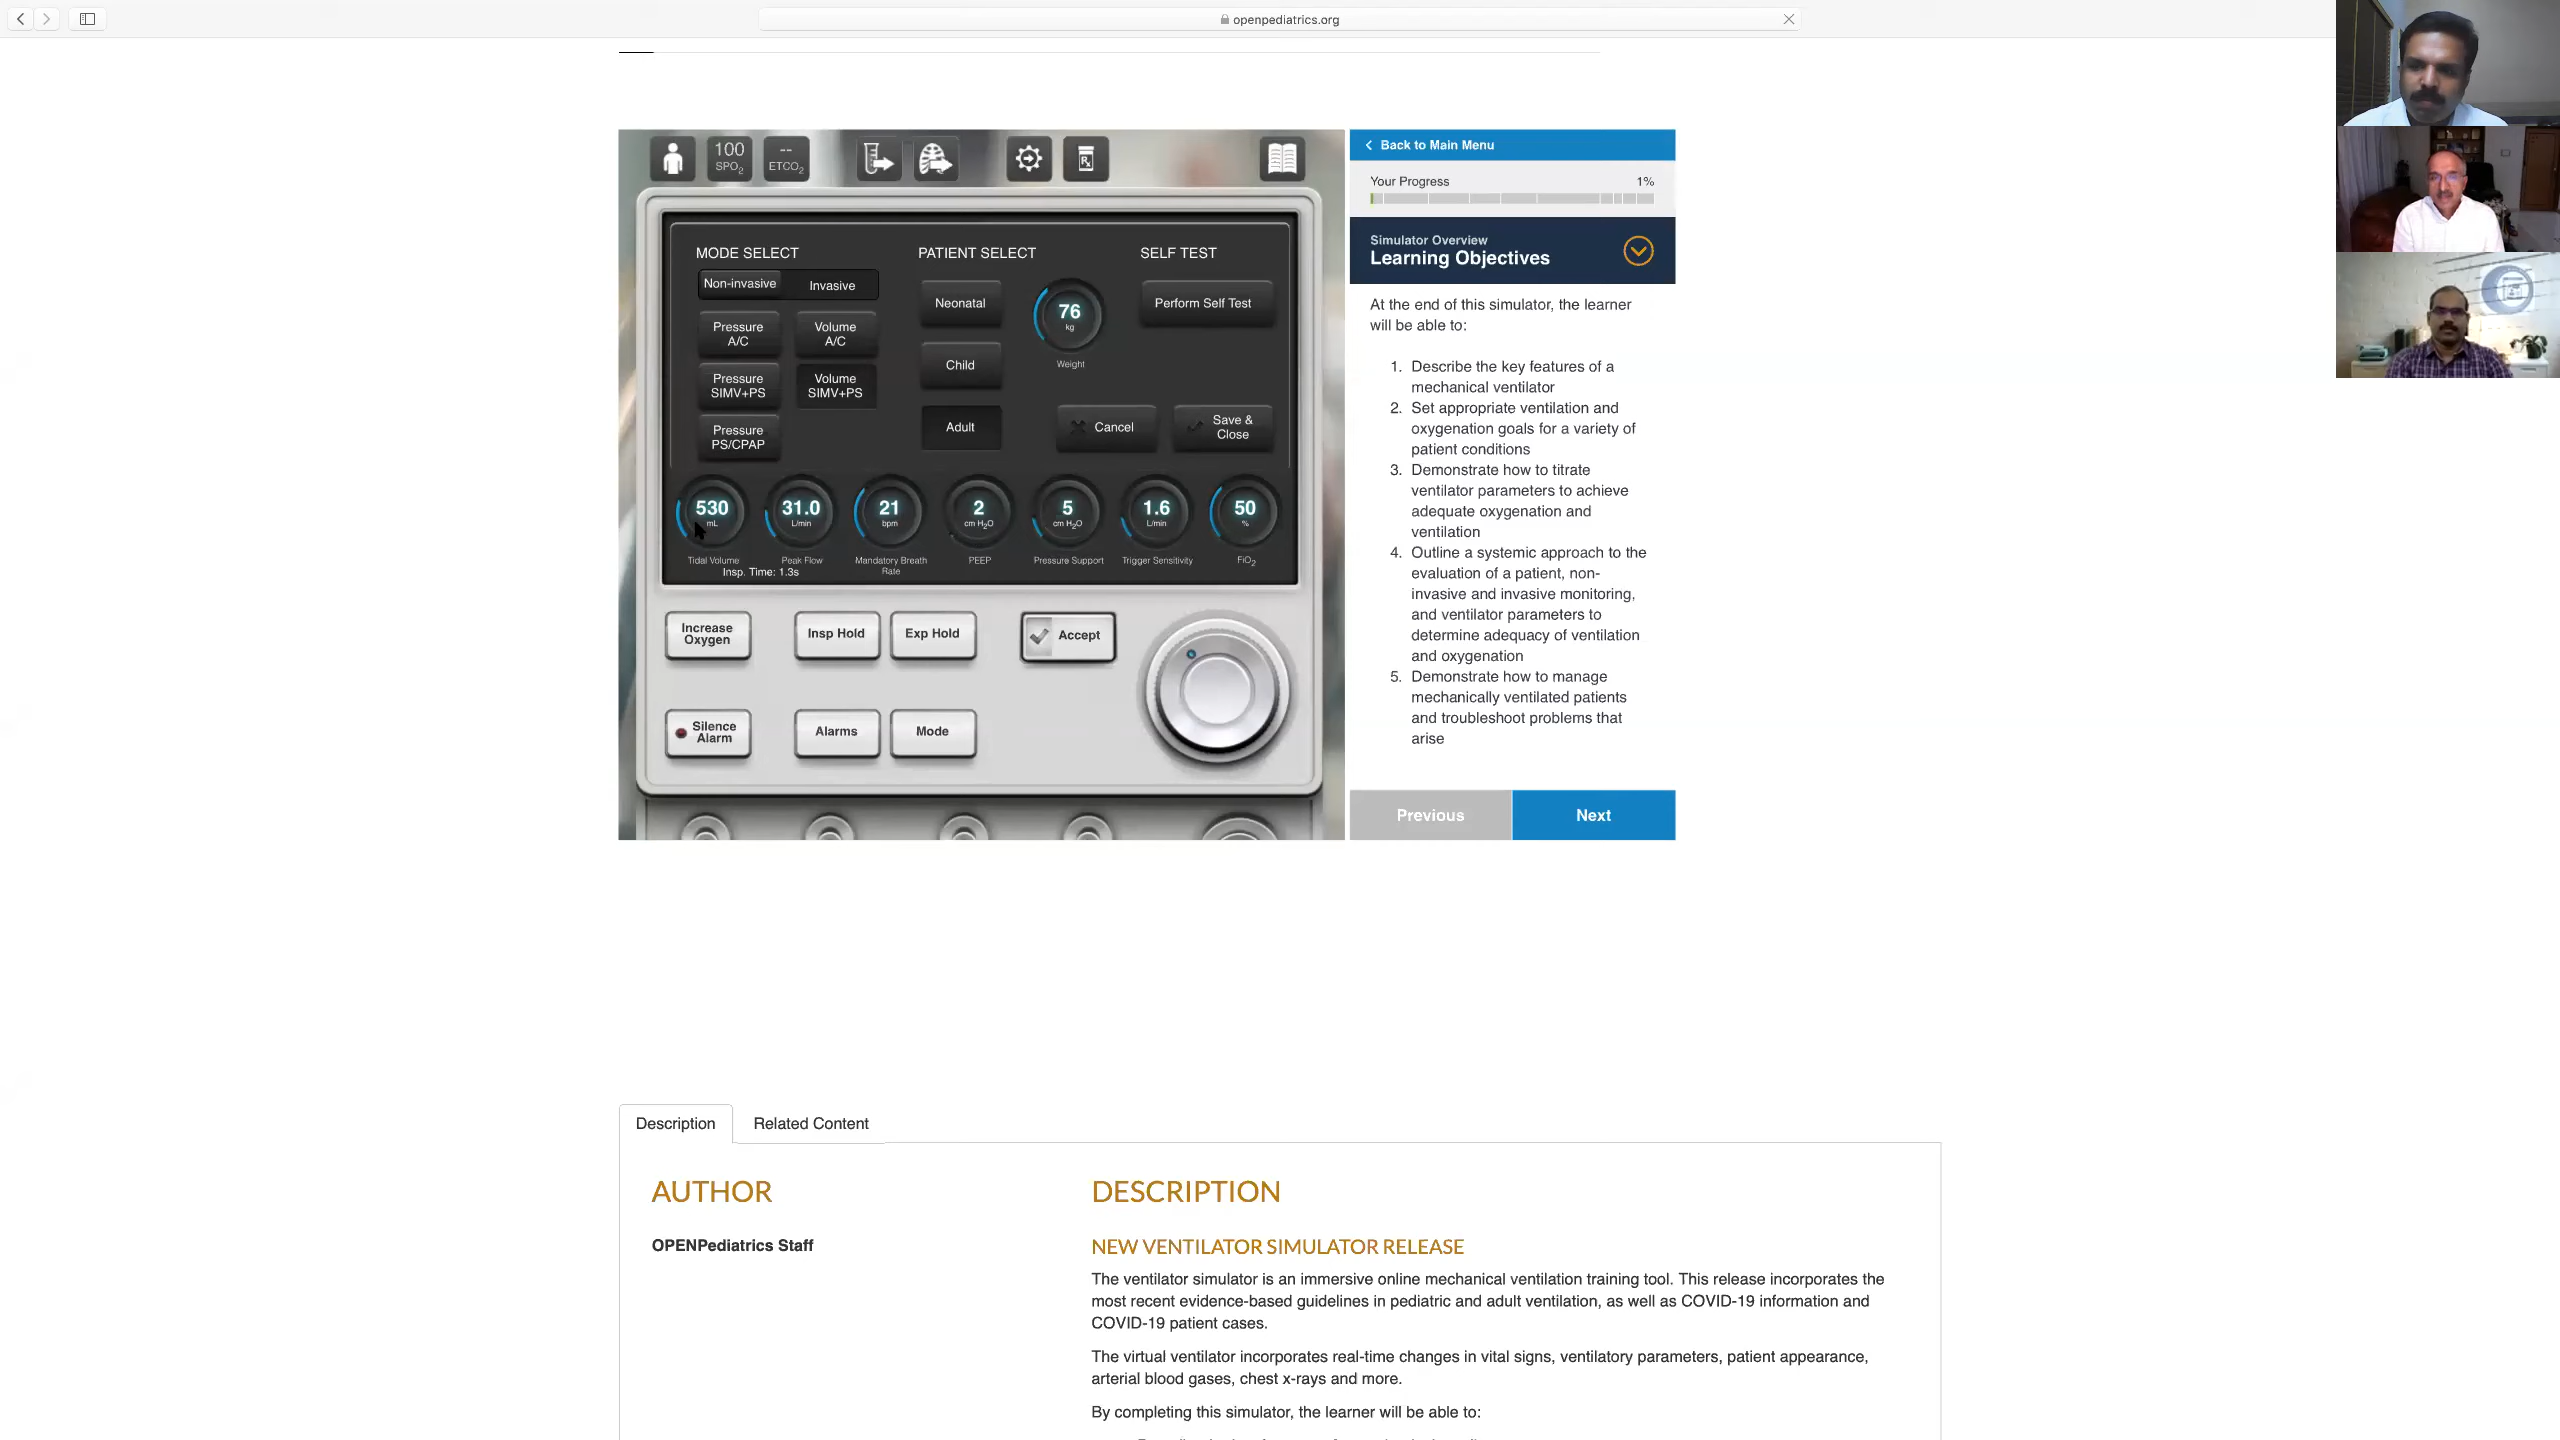 openpediatrics.org
100
SPO2
--
ETCO2
Rx
MODE SELECT
Non-invasive
Invasive
Pressure
A/C
Volume
A/C
Pressure
SIMV+PS
Volume
SIMV+PS
Pressure
PS/CPAP
PATIENT SELECT
Neonatal
Child
Adult
76
kg
Weight
SELF TEST
Perform Self Test
Cancel
Save &
Close
530
mL
Tidal Volume
31.0
L/min
Peak Flow
Insp. Time: 1.3s
21
bpm
Mandatory Breath
Rate
2
cm H2O
PEEP
5
cm H2O
Pressure Support
1.6
L/min
Trigger Sensitivity
50
%
FiO2
Increase
Oxygen
Insp Hold
Exp Hold
Accept
Silence
Alarm
Alarms
Mode
Back to Main Menu
Your Progress 1%
Simulator Overview
Learning Objectives
At the end of this simulator, the learner
will be able to:
1. Describe the key features of a
mechanical ventilator
2. Set appropriate ventilation and
oxygenation goals for a variety of
patient conditions
3. Demonstrate how to titrate
ventilator parameters to achieve
adequate oxygenation and
ventilation
4. Outline a systemic approach to the
evaluation of a patient, non-
invasive and invasive monitoring,
and ventilator parameters to
determine adequacy of ventilation
and oxygenation
5. Demonstrate how to manage
mechanically ventilated patients
and troubleshoot problems that
arise
Previous
Next
Description
Related Content
AUTHOR
OPENPediatrics Staff
DESCRIPTION
NEW VENTILATOR SIMULATOR RELEASE
The ventilator simulator is an immersive online mechanical ventilation training tool. This release incorporates the
most recent evidence-based guidelines in pediatric and adult ventilation, as well as COVID-19 information and
COVID-19 patient cases.
The virtual ventilator incorporates real-time changes in vital signs, ventilatory parameters, patient appearance,
arterial blood gases, chest x-rays and more.
By completing this simulator, the learner will be able to: